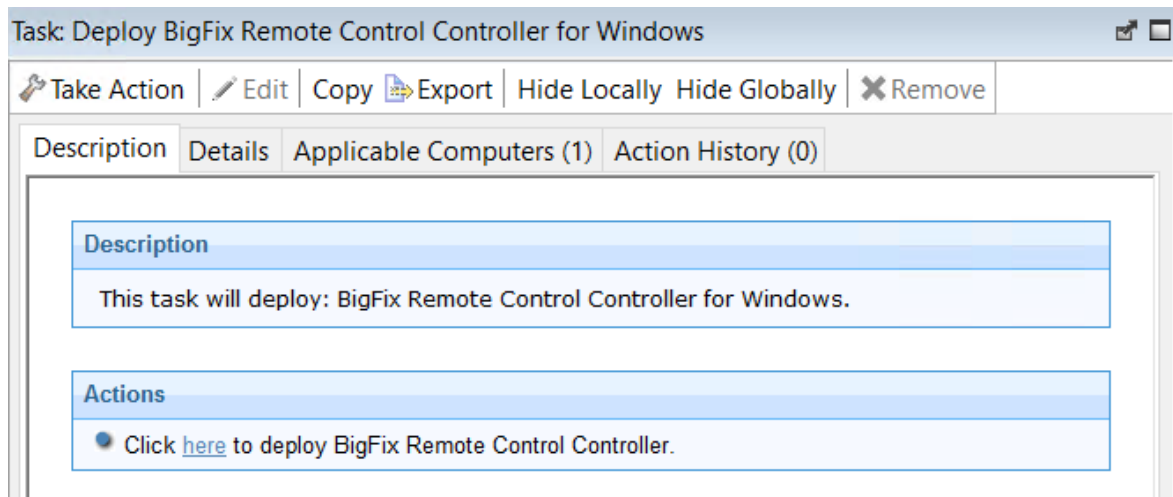 Task: Deploy BigFix Remote Control Controller for Windows
Take Action Edit Copy Export Hide Locally Hide Globally Remove
Description Details Applicable Computers (1) Action History (0)
Description
This task will deploy: BigFix Remote Control Controller for Windows.
Actions
Click here to deploy BigFix Remote Control Controller.